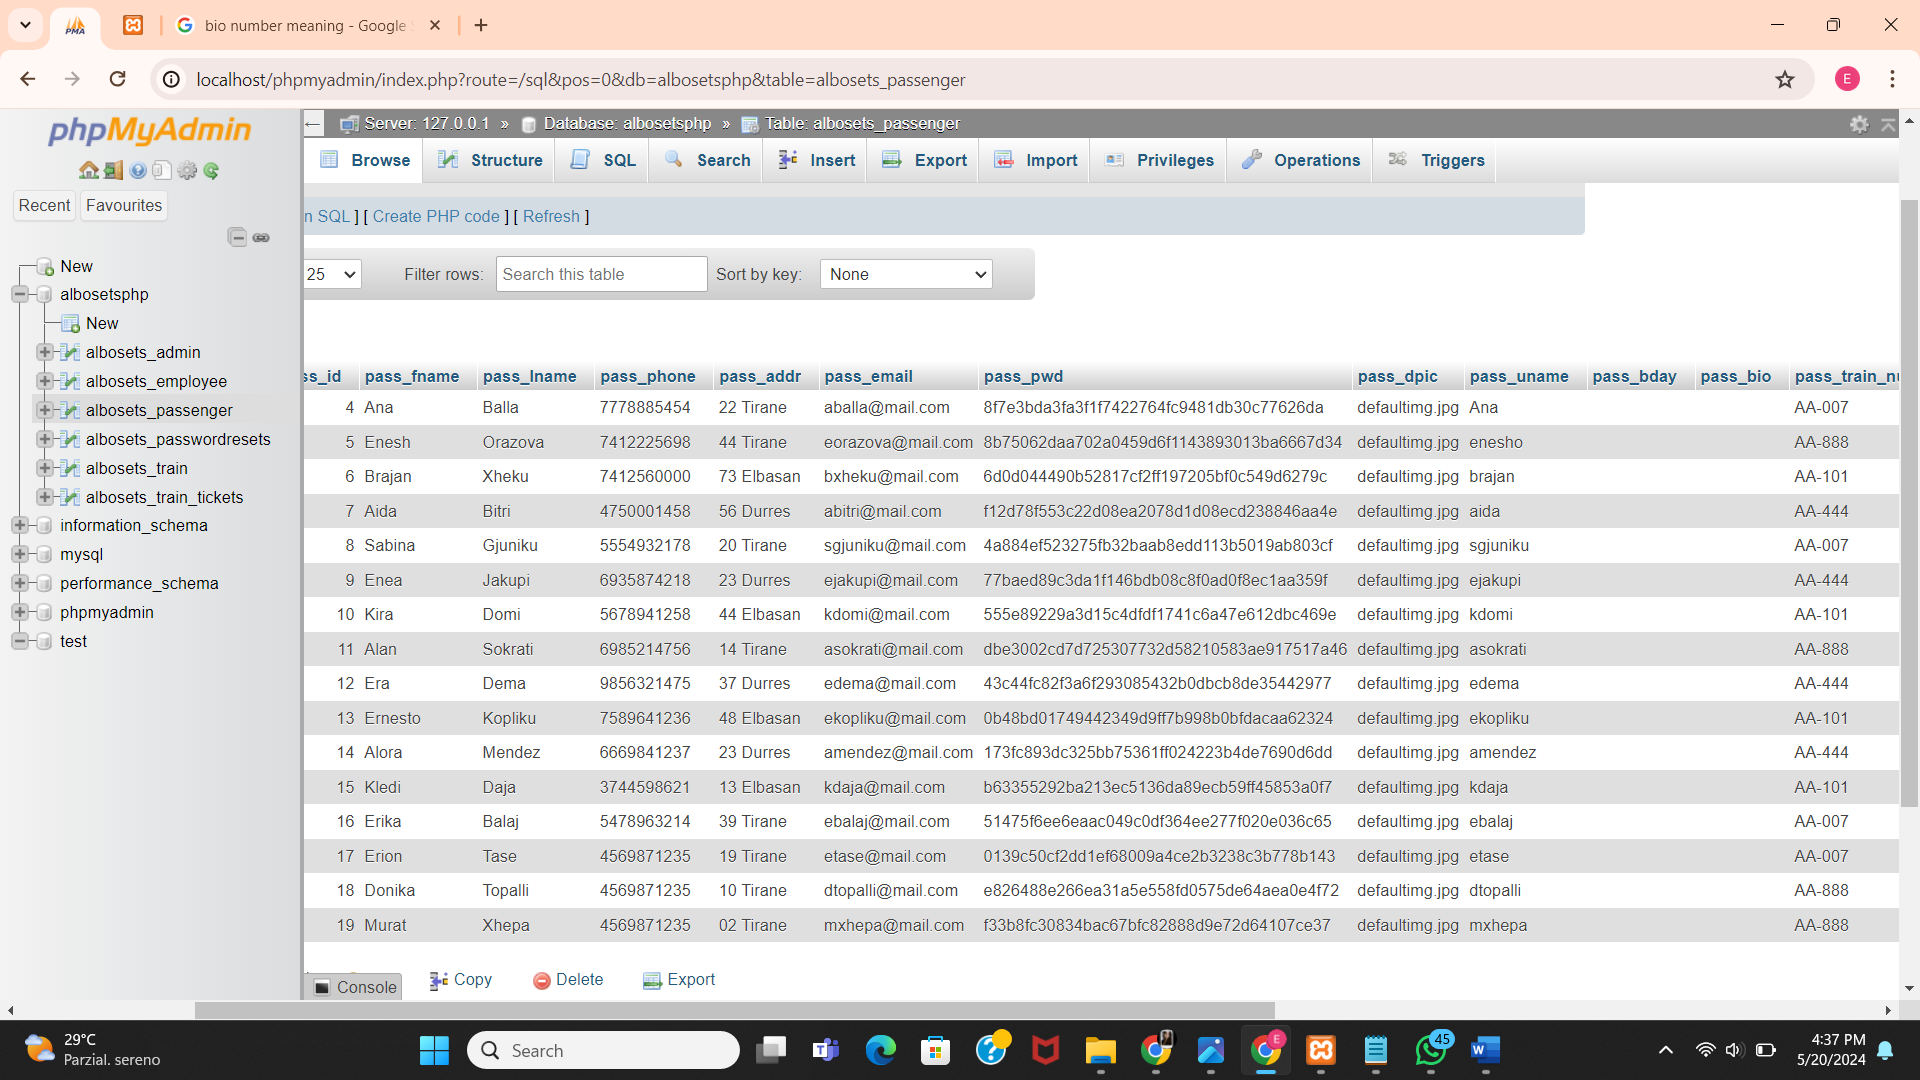 bio number meaning - Google S
localhost/phpmyadmin/index.php?route=/sql&pos=0&db=albosetsphp&table=albosets_passenger
E
phpMyAdmin
Recent Favourites
New
albosetsphp
New
albosets_admin
albosets_employee
albosets_passenger
albosets_passwordresets
albosets_train
albosets_train_tickets
information_schema
mysql
performance_schema
phpmyadmin
test
Server: 127.0.0.1 » Database: albosetsphp » Table: albosets_passenger
Browse Structure SQL Search Insert Export Import Privileges Operations Triggers
n SQL ] [ Create PHP code ] [ Refresh ]
25 Filter rows: Search this table Sort by key: None
ss_id pass_fname pass_lname pass_phone pass_addr pass_email pass_pwd pass_dpic pass_uname pass_bday pass_bio pass_train_nu
4 Ana Balla 7778885454 22 Tirane aballa@mail.com 8f7e3bda3fa3f1f7422764fc9481db30c77626da defaultimg.jpg Ana AA-007
5 Enesh Orazova 7412225698 44 Tirane eorazova@mail.com 8b75062daa702a0459d6f1143893013ba6667d34 defaultimg.jpg enesho AA-888
6 Brajan Xheku 7412560000 73 Elbasan bxheku@mail.com 6d0d044490b52817cf2ff197205bf0c549d6279c defaultimg.jpg brajan AA-101
7 Aida Bitri 4750001458 56 Durres abitri@mail.com f12d78f553c22d08ea2078d1d08ecd238846aa4e defaultimg.jpg aida AA-444
8 Sabina Gjuniku 5554932178 20 Tirane sgjuniku@mail.com 4a884ef523275fb32baab8edd113b5019ab803cf defaultimg.jpg sgjuniku AA-007
9 Enea Jakupi 6935874218 23 Durres ejakupi@mail.com 77baed89c3da1f146bdb08c8f0ad0f8ec1aa359f defaultimg.jpg ejakupi AA-444
10 Kira Domi 5678941258 44 Elbasan kdomi@mail.com 555e89229a3d15c4dfdf1741c6a47e612dbc469e defaultimg.jpg kdomi AA-101
11 Alan Sokrati 6985214756 14 Tirane asokrati@mail.com dbe3002cd7d725307732d58210583ae917517a46 defaultimg.jpg asokrati AA-888
12 Era Dema 9856321475 37 Durres edema@mail.com 43c44fc82f3a6f293085432b0dbcb8de35442977 defaultimg.jpg edema AA-444
13 Ernesto Kopliku 7589641236 48 Elbasan ekopliku@mail.com 0b48bd01749442349d9ff7b998b0bfdacaa62324 defaultimg.jpg ekopliku AA-101
14 Alora Mendez 6669841237 23 Durres amendez@mail.com 173fc893dc325bb75361ff024223b4de7690d6dd defaultimg.jpg amendez AA-444
15 Kledi Daja 3744598621 13 Elbasan kdaja@mail.com b63355292ba213ec5136da89ecb59ff45853a0f7 defaultimg.jpg kdaja AA-101
16 Erika Balaj 5478963214 39 Tirane ebalaj@mail.com 51475f6ee6eaac049c0df364ee277f020e036c65 defaultimg.jpg ebalaj AA-007
17 Erion Tase 4569871235 19 Tirane etase@mail.com 0139c50cf2dd1ef68009a4ce2b3238c3b778b143 defaultimg.jpg etase AA-007
18 Donika Topalli 4569871235 10 Tirane dtopalli@mail.com e826488e266ea31a5e558fd0575de64aea0e4f72 defaultimg.jpg dtopalli AA-888
19 Murat Xhepa 4569871235 02 Tirane mxhepa@mail.com f33b8fc30834bac67bfc82888d9e72d64107ce37 defaultimg.jpg mxhepa AA-888
Copy Delete Export
Console
29°C
Parzial. sereno
Search
45
4:37 PM
5/20/2024